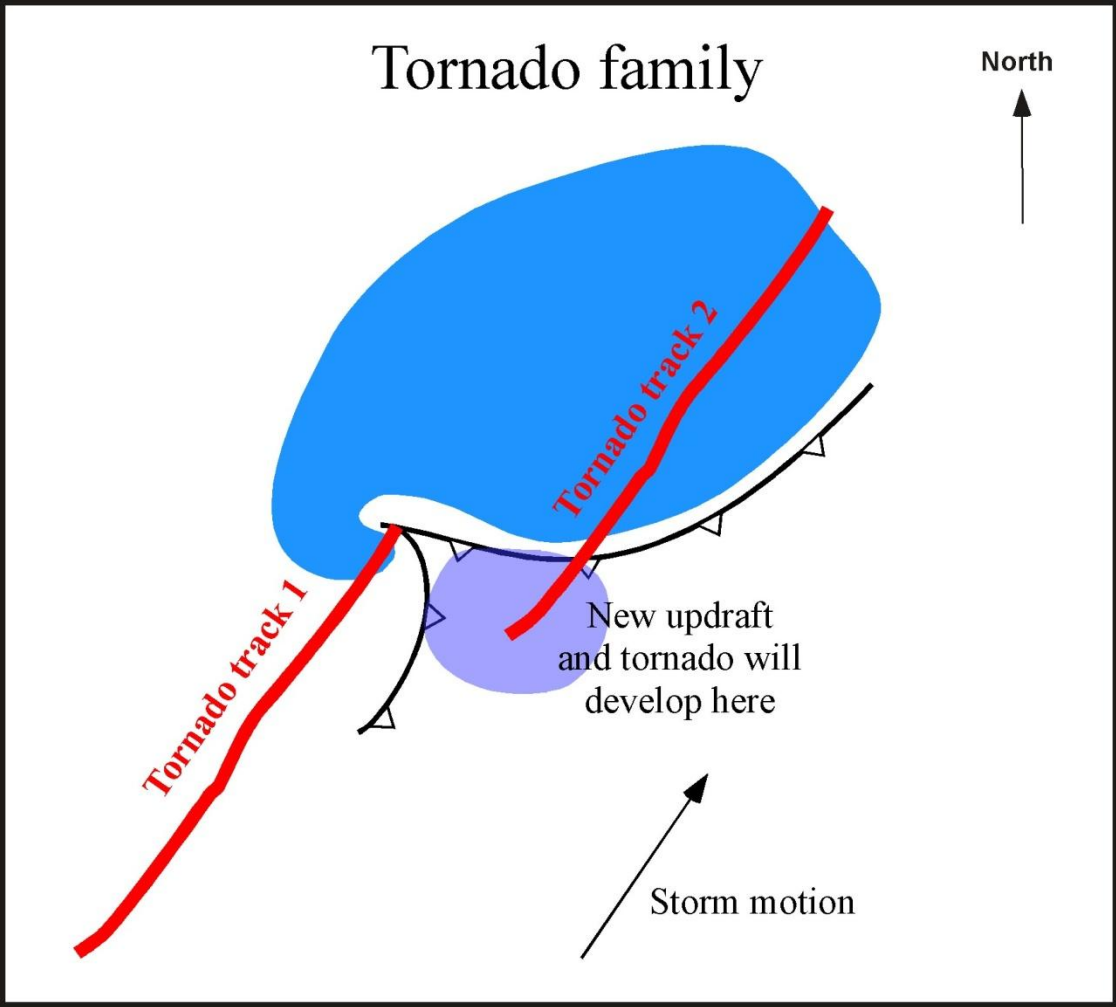 Tornado family
North
Tornado track 2
Tornado track 1
New updraft
and tornado will
develop here
Storm motion